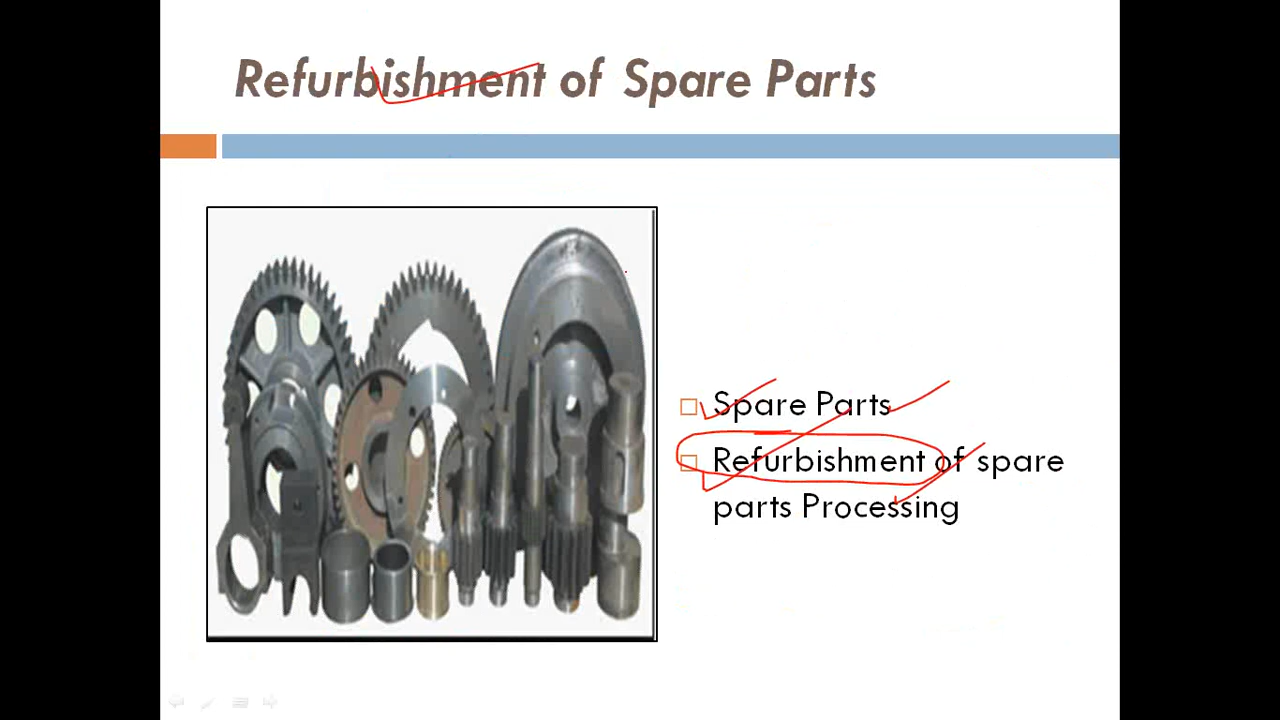 Refurbishment of Spare Parts
Spare Parts
Refurbishment of spare
parts Processing